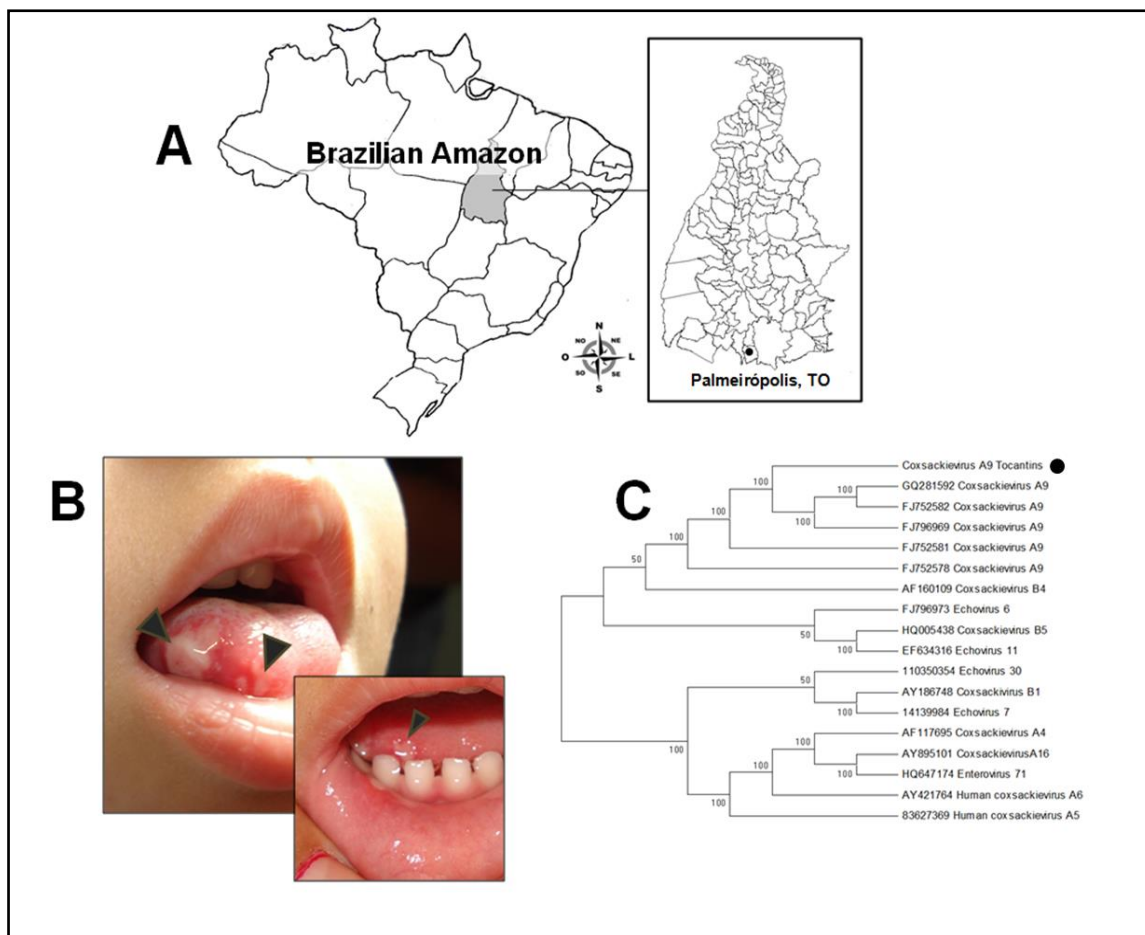 A
Brazilian Amazon
N
NO NE
O L
SO SE
S
Palmeirópolis, TO
B
C
Coxsackievirus A9 Tocantins
GQ281592 Coxsackievirus A9
FJ752582 Coxsackievirus A9
FJ796969 Coxsackievirus A9
FJ752581 Coxsackievirus A9
FJ752578 Coxsackievirus A9
AF160109 Coxsackievirus B4
FJ796973 Echovirus 6
HQ005438 Coxsackievirus B5
EF634316 Echovirus 11
110350354 Echovirus 30
AY186748 Coxsackivirus B1
14139984 Echovirus 7
AF117695 Coxsackievirus A4
AY895101 CoxsackievirusA16
HQ647174 Enterovirus 71
AY421764 Human coxsackievirus A6
83627369 Human coxsackievirus A5
100
100
100
100
100
100
50
50
100
50
100
100
100
100
100
100